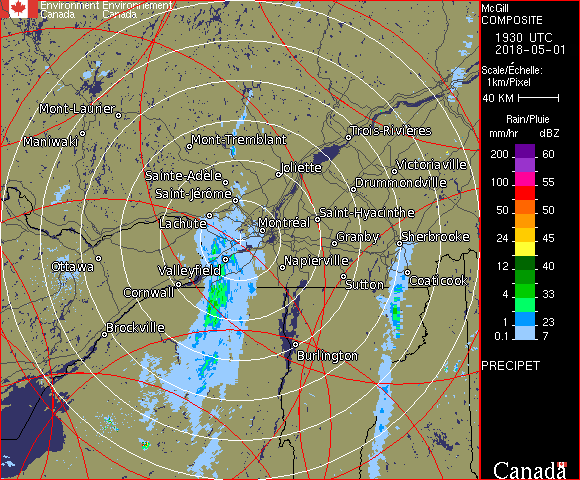 Environment Environnement
Canada Canada
McGill
COMPOSITE
1930 UTC
2018-05-01
Scale/Échelle:
1km/Pixel
40 KM
Rain/Pluie
mm/hr dBZ
200 60
150 57
100 55
50 50
24 45
12 40
4 33
1 23
0.1 7
PRECIPET
Canada
Mont-Laurier
Maniwaki
Mont-Tremblant
Trois-Rivières
Joliette
Victoriaville
Sainte-Adèle
Drummondville
Saint-Jérôme
Lachute
Montréal
Saint-Hyacinthe
Granby
Sherbrooke
Ottawa
Valleyfield
Napierville
Cornwall
Sutton
Coaticook
Brockville
Burlington